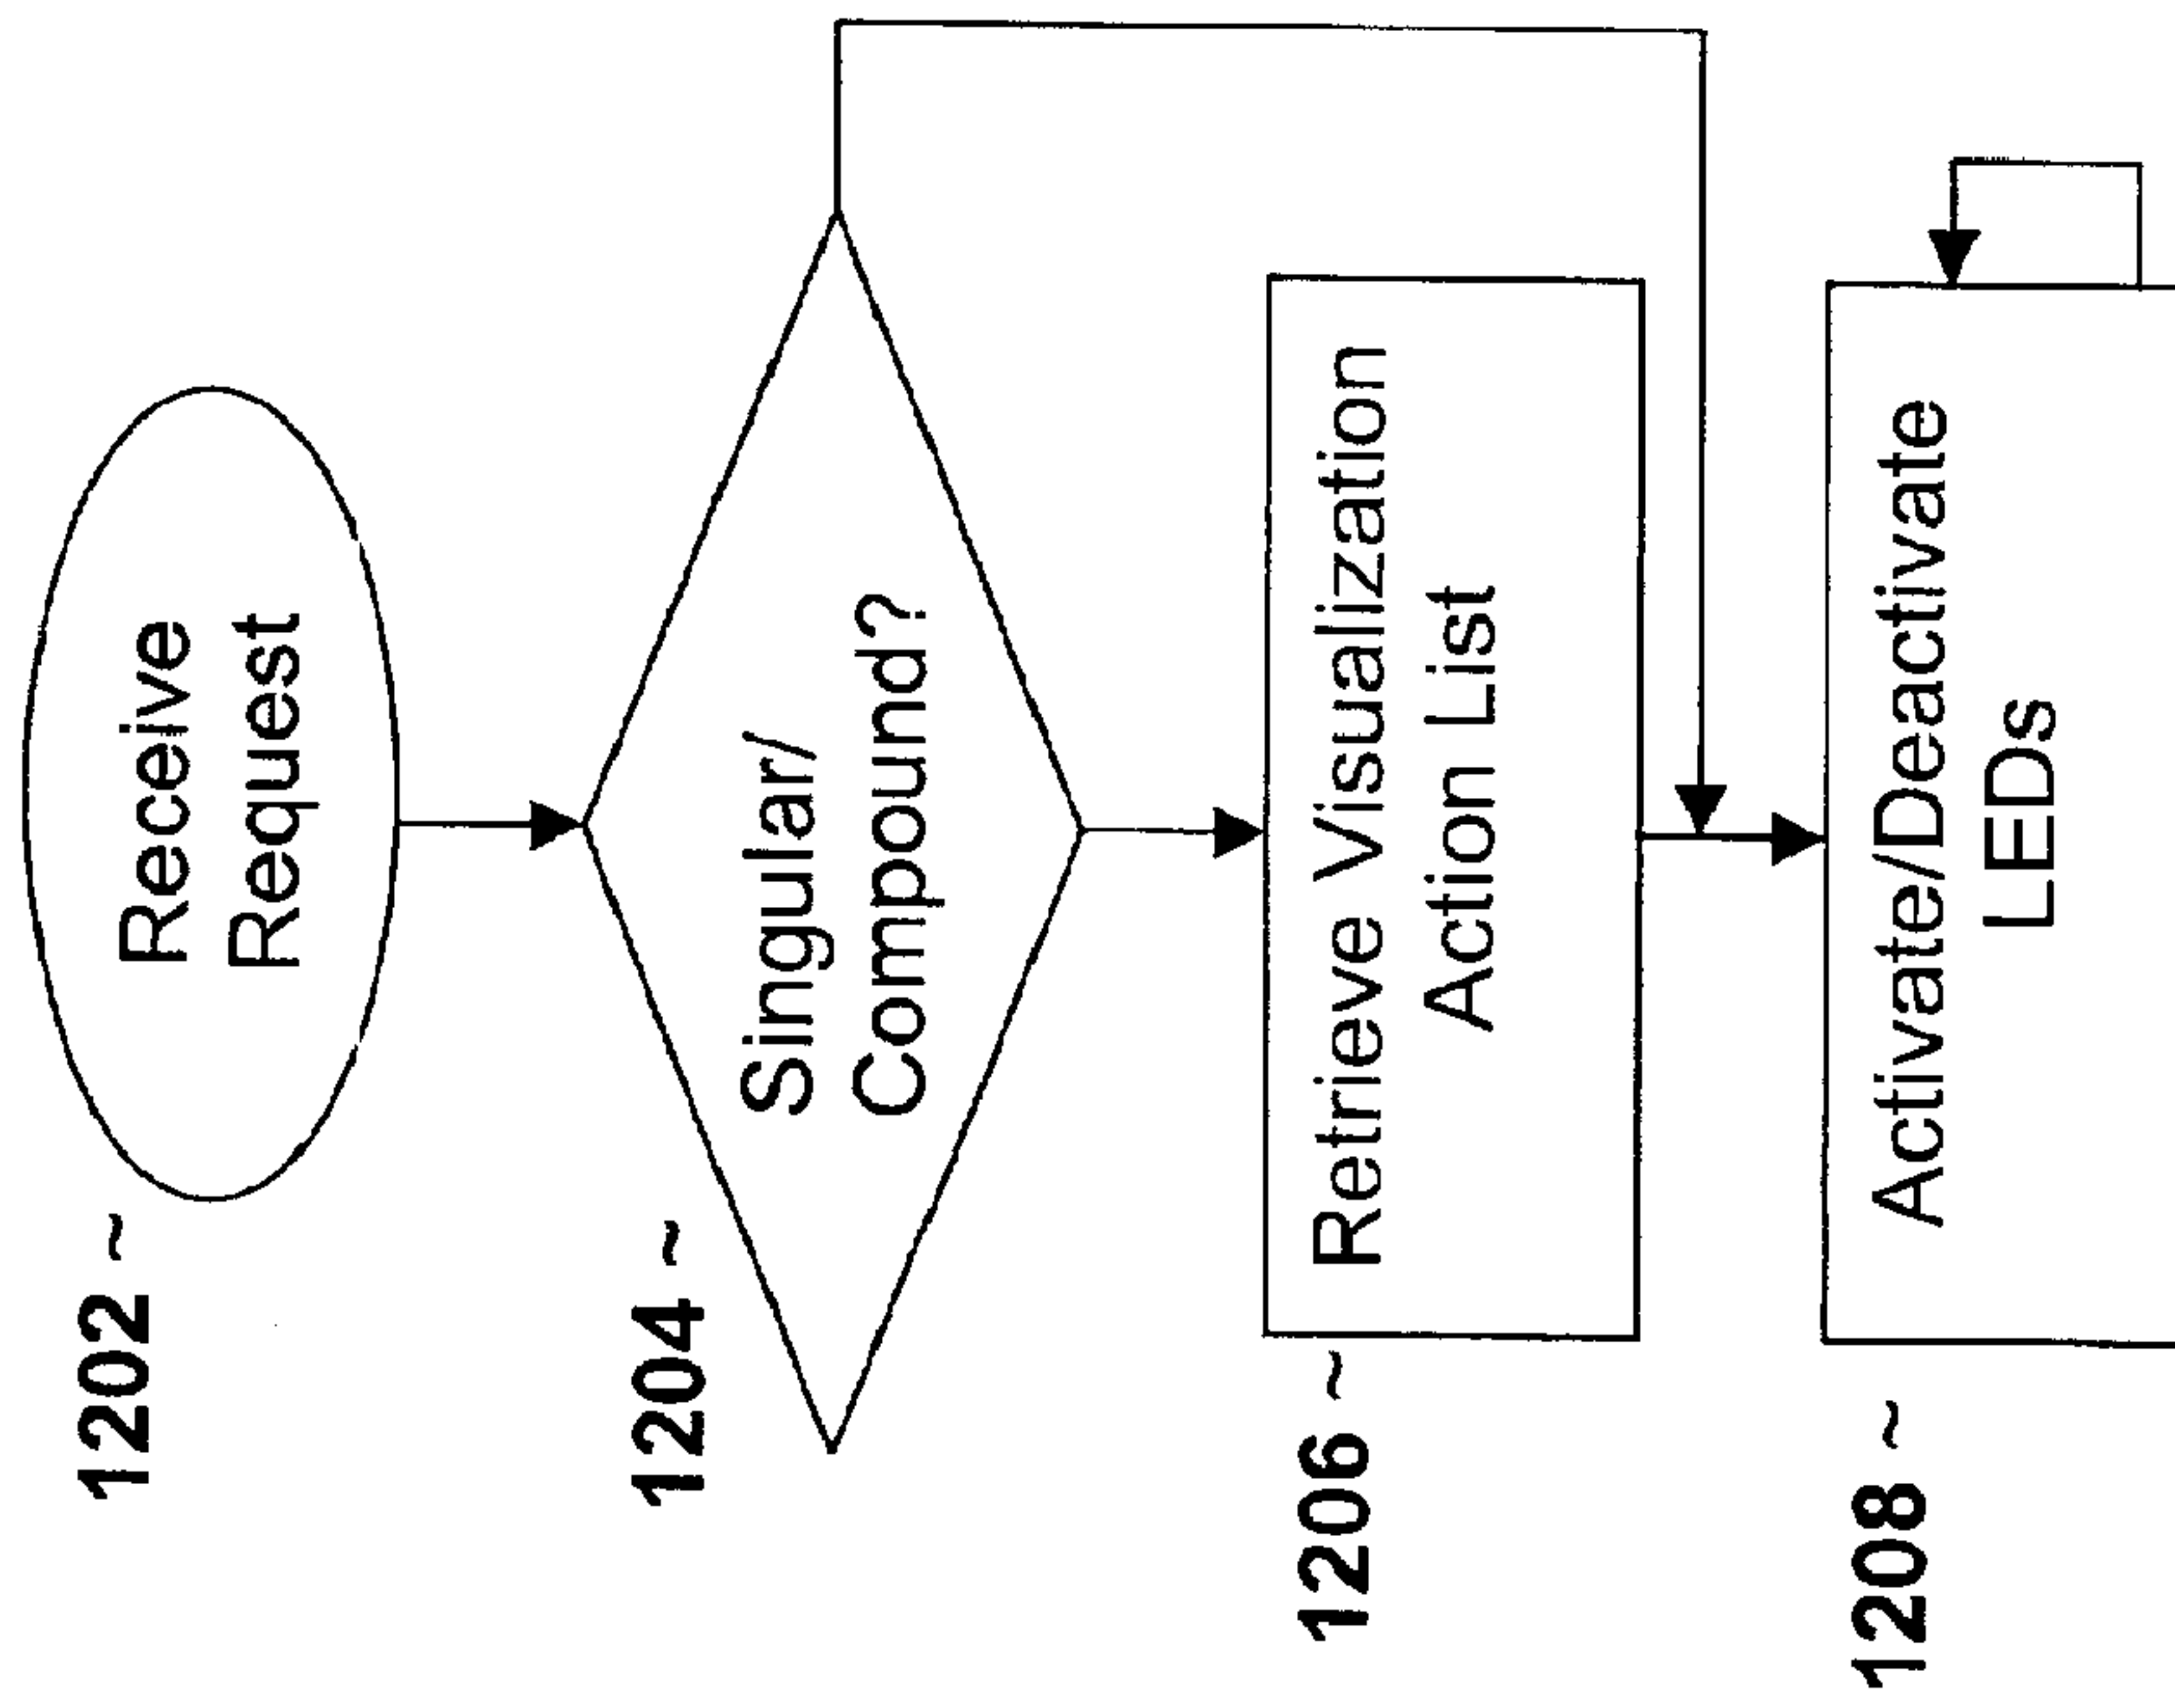 1202 ~
Receive
Request
1204 ~
Singular/
Compound?
1206 ~
Retrieve Visualization
Action List
1208 ~
Activate/Deactivate
LEDs